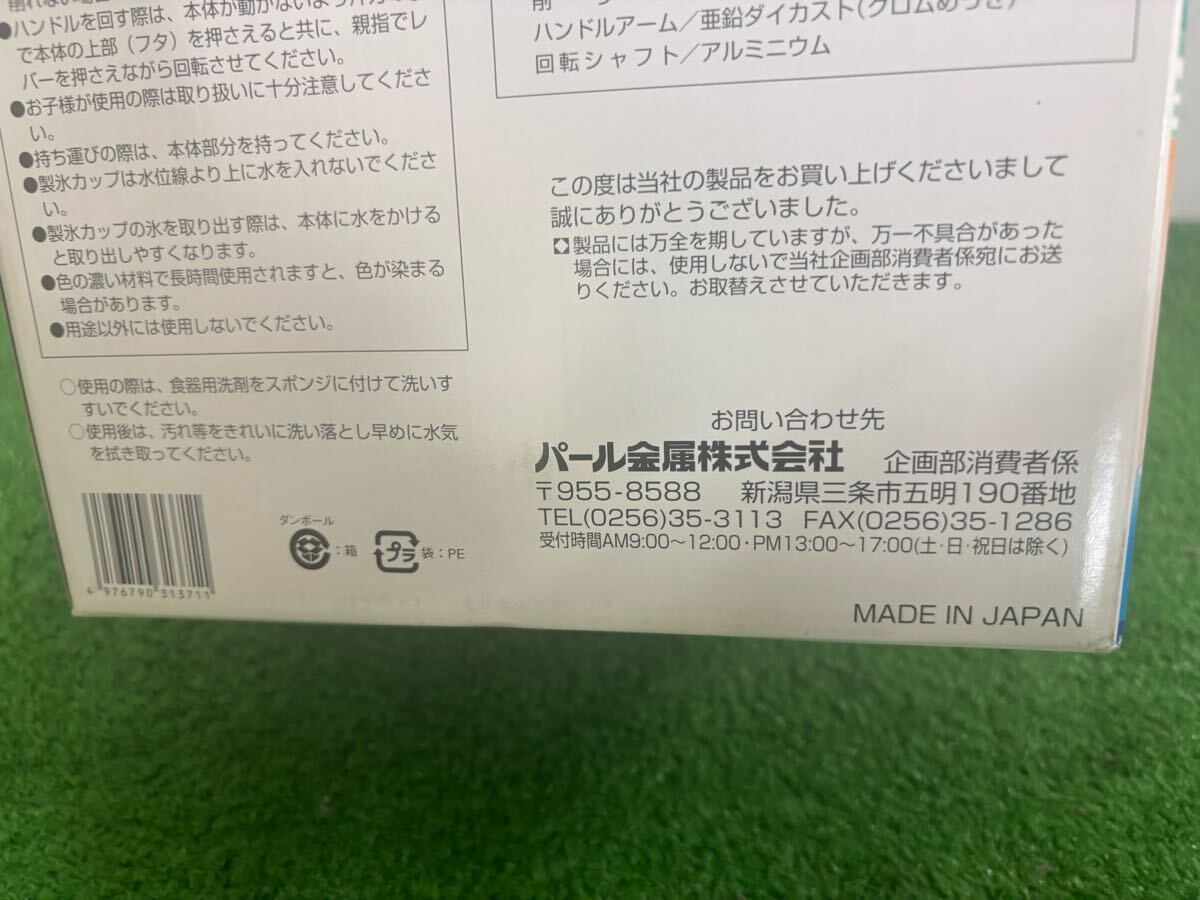 ●ハンドルを回す際は、本体が動かないよう
で本体の上部（フタ）を押さえると共に、親指でレ
バーを押さえながら回転させてください。
●お子様が使用の際は取り扱いに十分注意してくださ
い。
●持ち運びの際は、本体部分を持ってください。
●製氷カップは水位線より上に水を入れないでくださ
い。
●製氷カップの氷を取り出す際は、本体に水をかける
と取り出しやすくなります。
●色の濃い材料で長時間使用されますと、色が染まる
場合があります。
●用途以外には使用しないでください。
○使用の際は、食器用洗剤をスポンジに付けて洗いす
すいでください。
○使用後は、汚れ等をきれいに洗い落とし早めに水気
を拭き取ってください。
4 976790 313711
ダンボール
：箱
プラ
袋：PE
ハンドルアーム／亜鉛ダイカスト（クロムめっき）
回転シャフト／アルミニウム
この度は当社の製品をお買い上げくださいまして
誠にありがとうございました。
製品には万全を期していますが、万一不具合があった
場合には、使用しないで当社企画部消費者係宛にお送
りください。お取替えさせていただきます。
お問い合わせ先
パール金属株式会社 企画部消費者係
〒955-8588 新潟県三条市五明190番地
TEL(0256)35-3113 FAX(0256)35-1286
受付時間AM9:00～12:00・PM13:00～17:00(土・日・祝日は除く)
MADE IN JAPAN